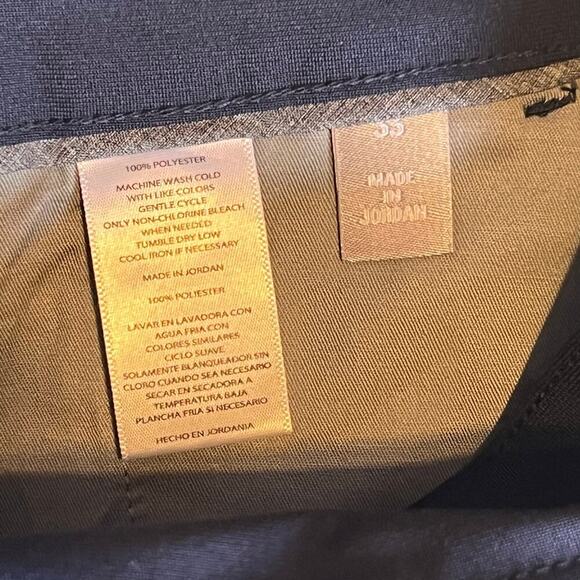 100% POLYESTER
MACHINE WASH COLD
WITH LIKE COLORS
GENTLE CYCLE
ONLY NON-CHLORINE BLEACH
WHEN NEEDED
TUMBLE DRY LOW
COOL IRON IF NECESSARY
MADE IN JORDAN
100% POLIESTER
LAVAR EN LAVADORA CON
AGUA FRIA CON
COLORES SIMILARES
CICLO SUAVE
SOLAMENTE BLANQUEADOR SIN
CLORO CUANDO SEA NECESARIO
SECAR EN SECADORA A
TEMPERATURA BAJA
PLANCHA FRIA SI NECESARIO
HECHO EN JORDANIA
MADE
IN
JORDAN